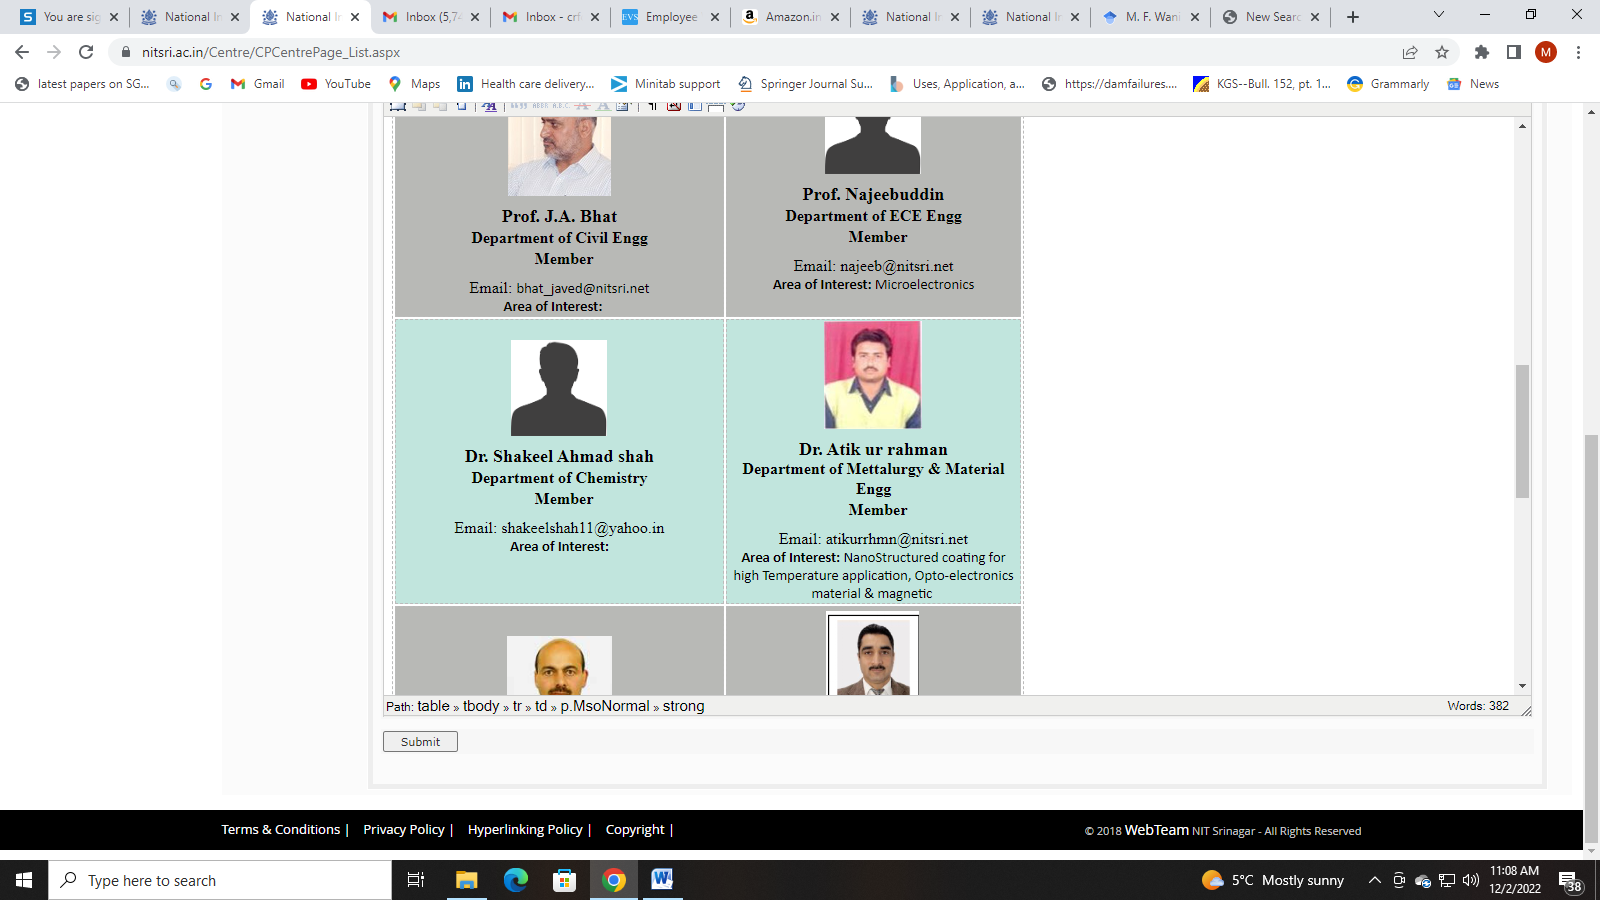 You are sig
National In
National In
Inbox (5,74
Inbox - crf
Employee
Amazon.in
National In
National In
M. F. Wani
New Searc
nitsri.ac.in/Centre/CPCentrePage_List.aspx
M
latest papers on SG...
Gmail
YouTube
Maps
Health care delivery...
Minitab support
Springer Journal Su...
Uses, Application, a...
https://damfailures....
KGS--Bull. 152, pt. 1...
Grammarly
News
Prof. J.A. Bhat
Department of Civil Engg
Member
Email: bhat_javed@nitsri.net
Area of Interest:
Prof. Najeebuddin
Department of ECE Engg
Member
Email: najeeb@nitsri.net
Area of Interest: Microelectronics
Dr. Shakeel Ahmad shah
Department of Chemistry
Member
Email: shakeelshah11@yahoo.in
Area of Interest:
Dr. Atik ur rahman
Department of Mettalurgy & Material
Engg
Member
Email: atikurrhmn@nitsri.net
Area of Interest: NanoStructured coating for
high Temperature application, Opto-electronics
material & magnetic
Path: table » tbody » tr » td » p.MsoNormal » strong
Words: 382
Submit
Terms & Conditions | Privacy Policy | Hyperlinking Policy | Copyright |
© 2018 WebTeam NIT Srinagar - All Rights Reserved
Type here to search
5°C Mostly sunny
11:08 AM
12/2/2022
38